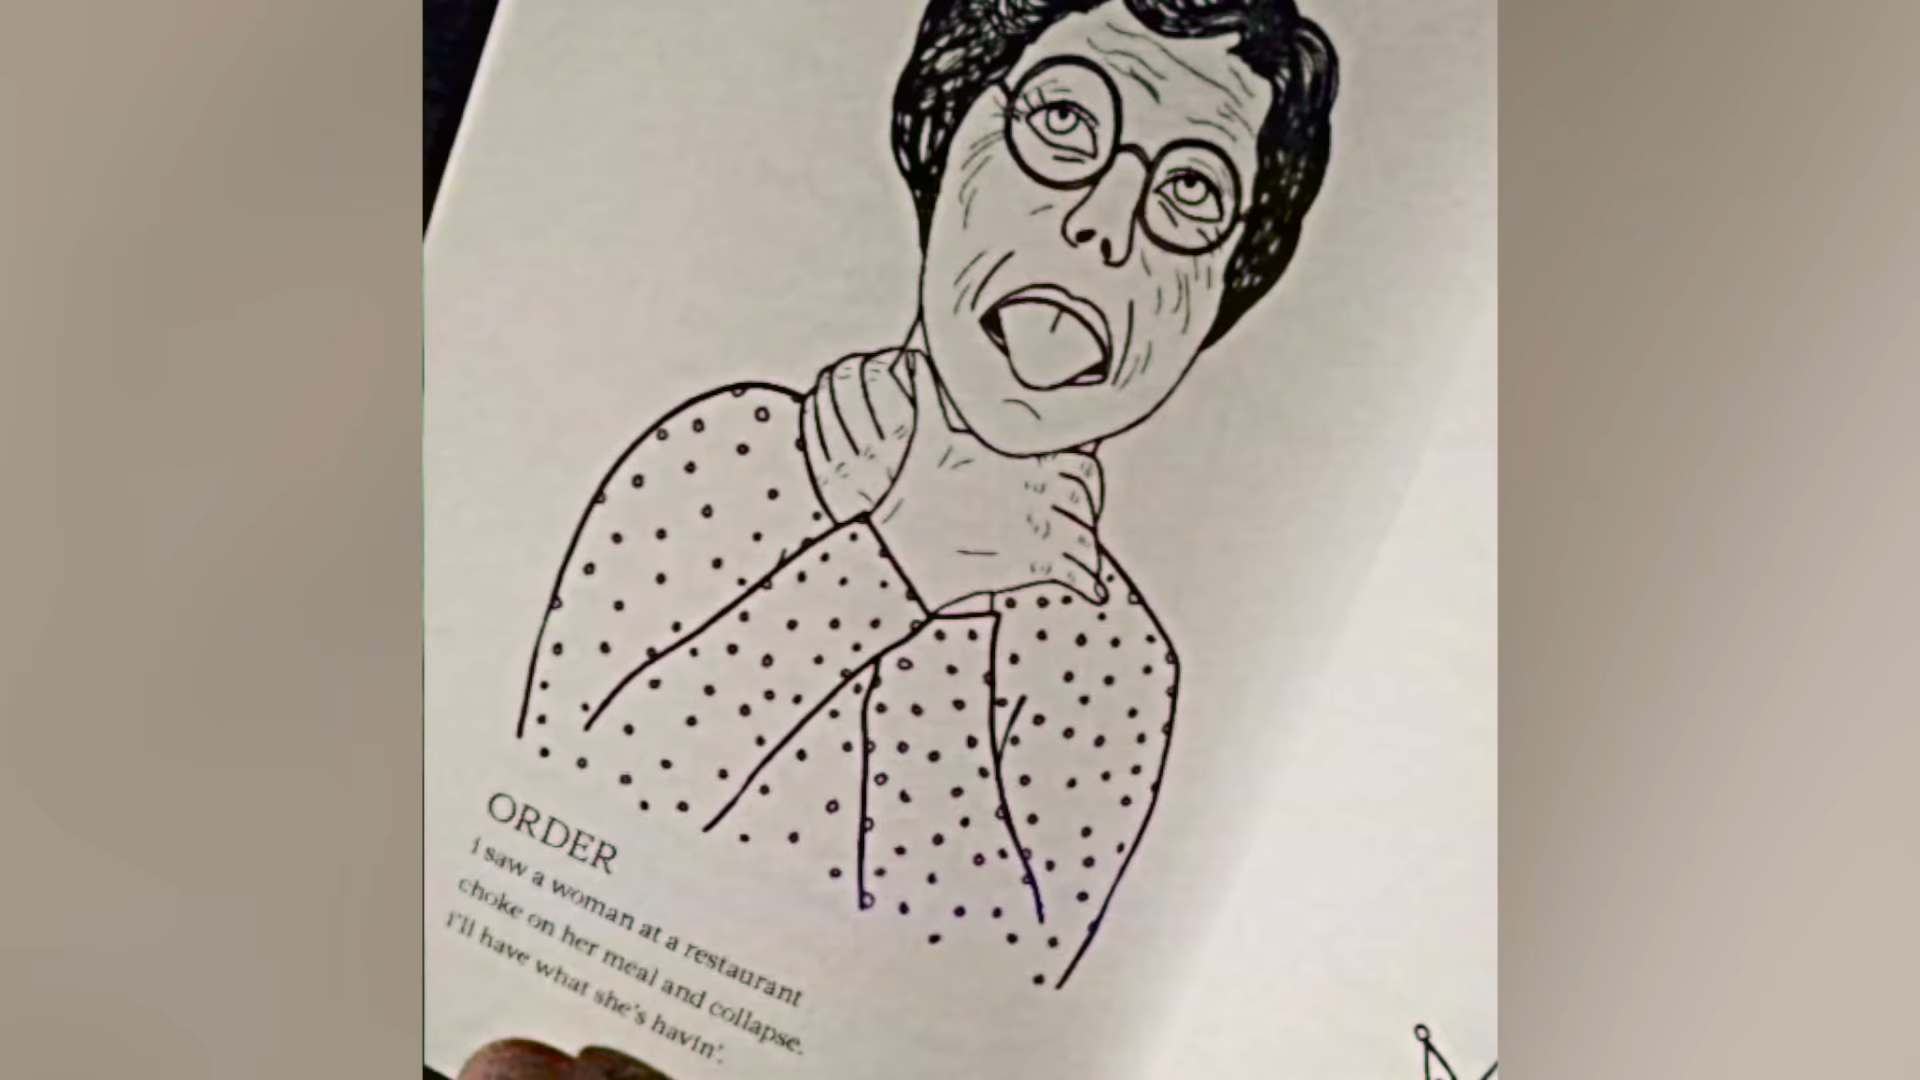 ORDER
i saw a woman at a restaurant
choke on her meal and collapse.
i'll have what she's havin'.